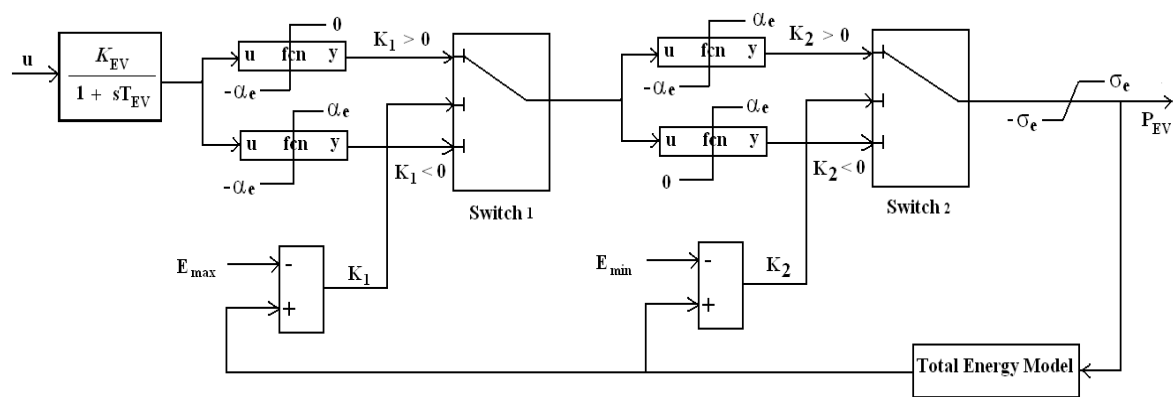 u
K_EV
1 + sT_EV
0
u fcn y
-α_e
K_1 > 0
α_e
u fcn y
-α_e
K_1 < 0
Switch 1
α_e
u fcn y
-α_e
K_2 > 0
α_e
u fcn y
0
K_2 < 0
Switch 2
σ_e
-σ_e
P_EV
E_max
-
+
K_1
E_min
-
+
K_2
Total Energy Model